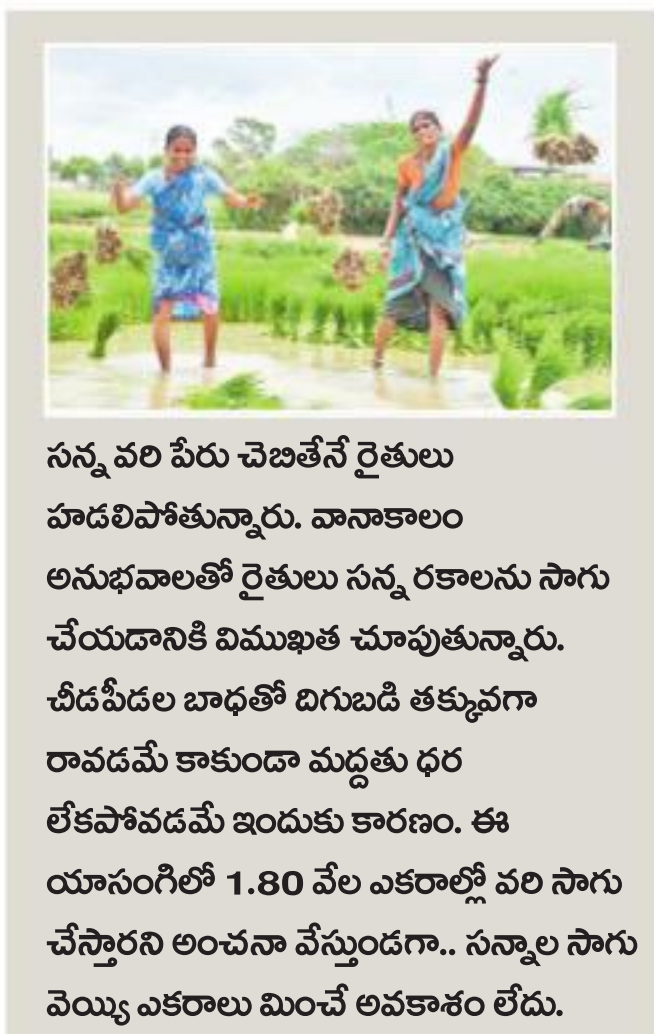 సన్న వరి పేరు చెబితేనే రైతులు
హడలిపోతున్నారు. వానాకాలం
అనుభవాలతో రైతులు సన్న రకాలను సాగు
చేయడానికి విముఖత చూపుతున్నారు.
చీడపీడల బాధతో దిగుబడి తక్కువగా
రావడమే కాకుండా మద్దతు ధర
లేకపోవడమే ఇందుకు కారణం. ఈ
యాసంగిలో 1.80 వేల ఎకరాల్లో వరి సాగు
చేస్తారని అంచనా వేస్తుండగా.. సన్నాల సాగు
వెయ్యి ఎకరాలు మించే అవకాశం లేదు.